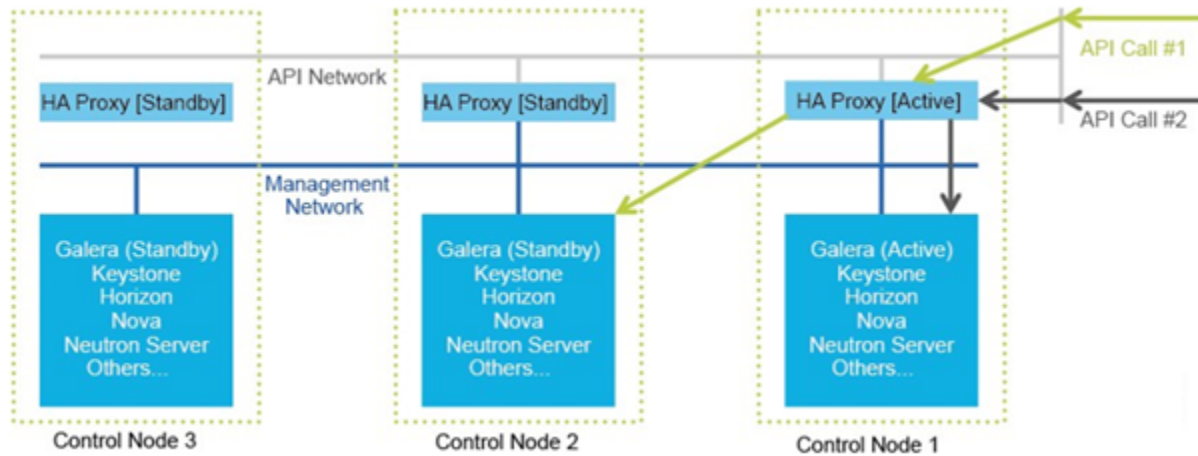 API Call #1
API Network
HA Proxy [Standby]
HA Proxy [Standby]
HA Proxy [Active]
API Call #2
Management
Network
Galera (Standby)
Keystone
Horizon
Nova
Neutron Server
Others...
Galera (Standby)
Keystone
Horizon
Nova
Neutron Server
Others...
Galera (Active)
Keystone
Horizon
Nova
Neutron Server
Others...
Control Node 3
Control Node 2
Control Node 1